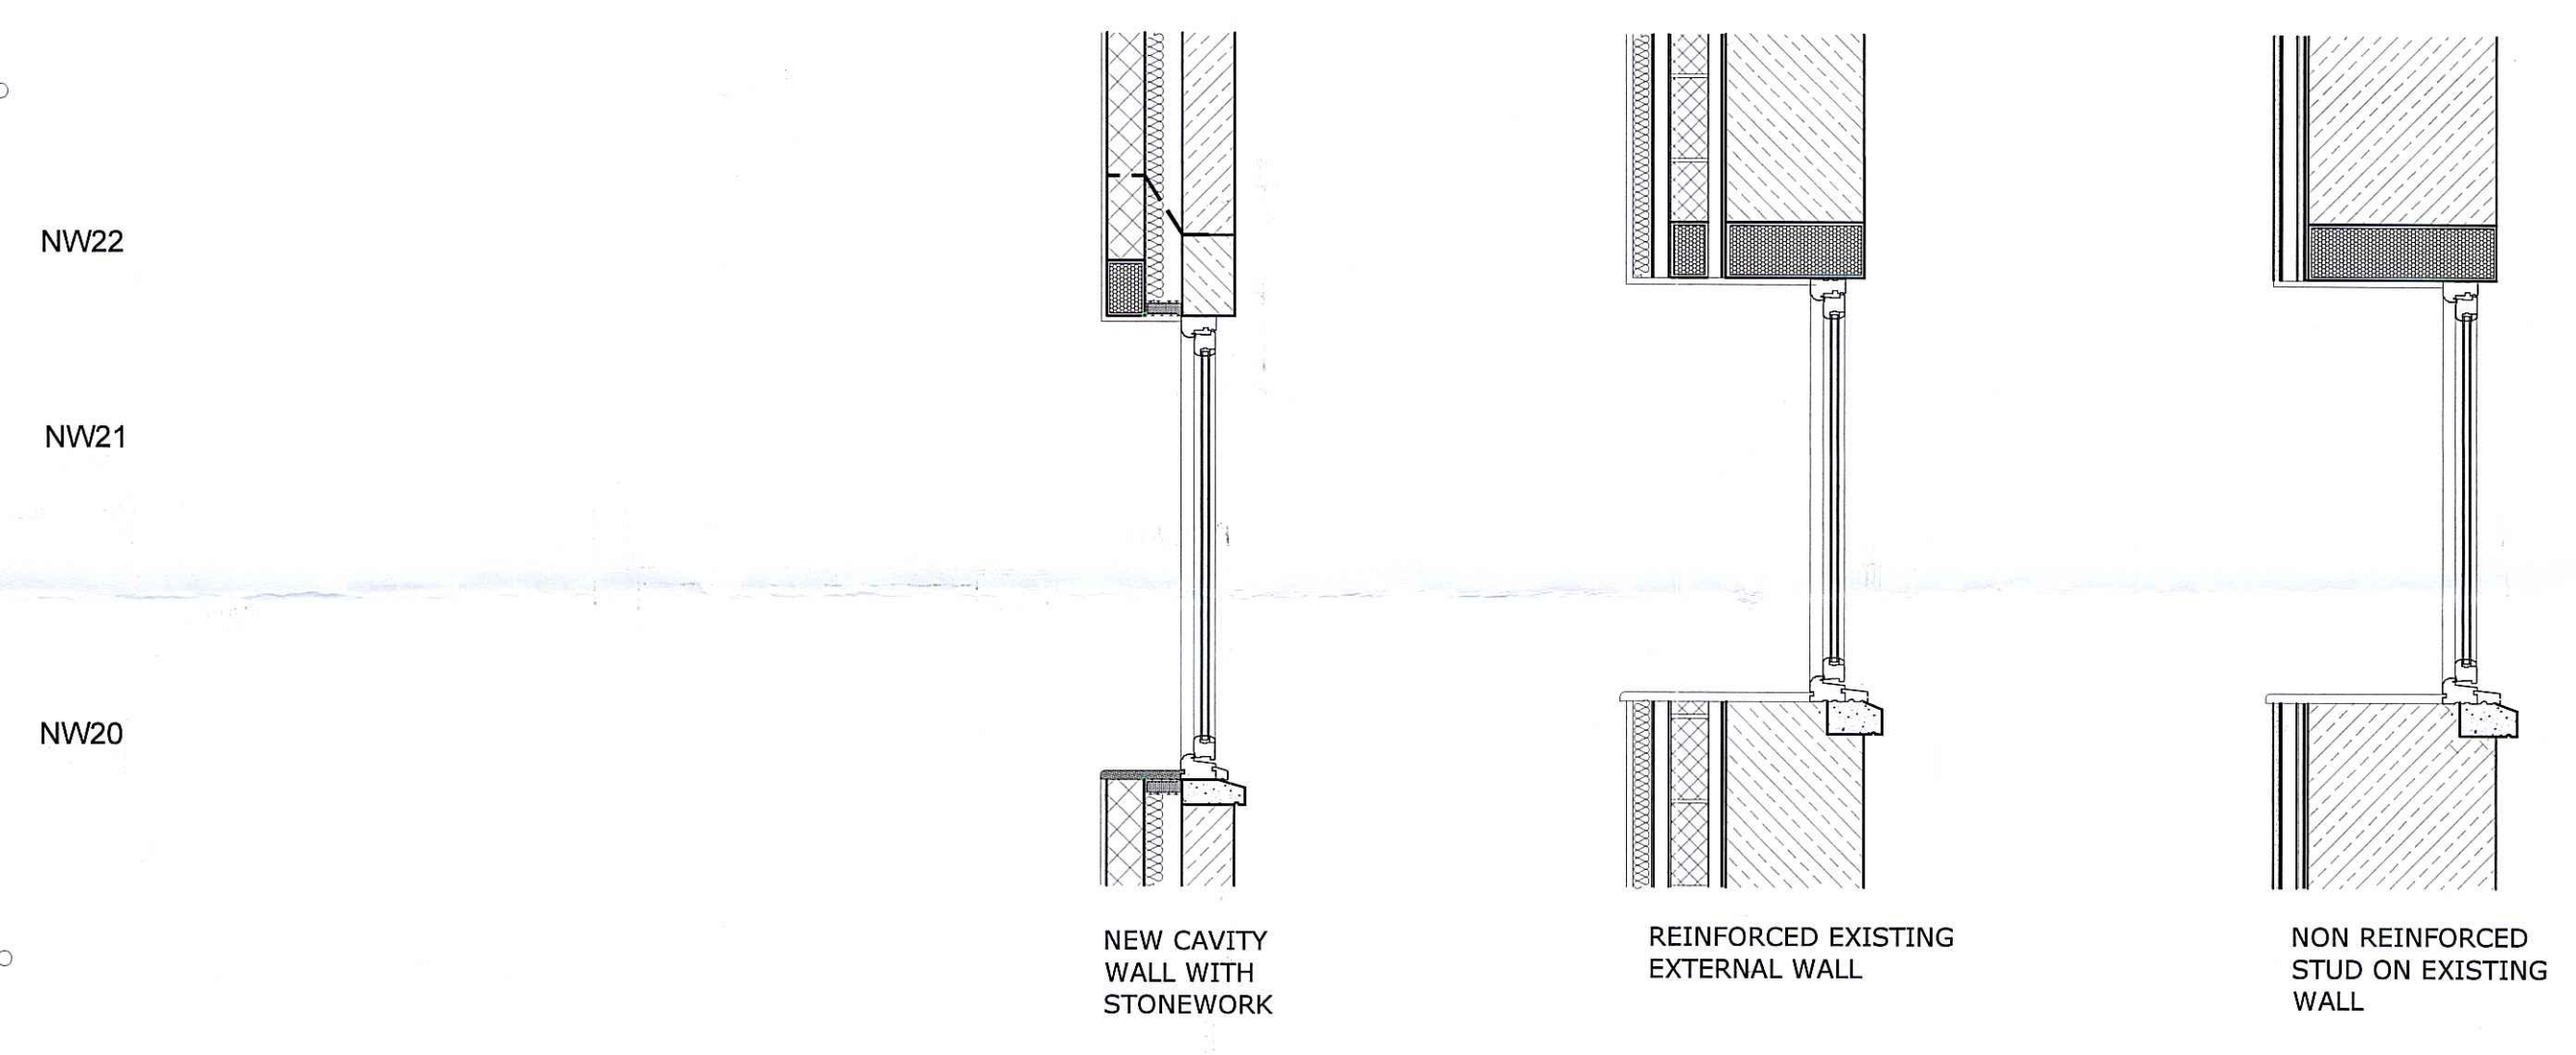 NW22
NW21
NW20
NEW CAVITY
WALL WITH
STONEWORK
REINFORCED EXISTING
EXTERNAL WALL
NON REINFORCED
STUD ON EXISTING
WALL